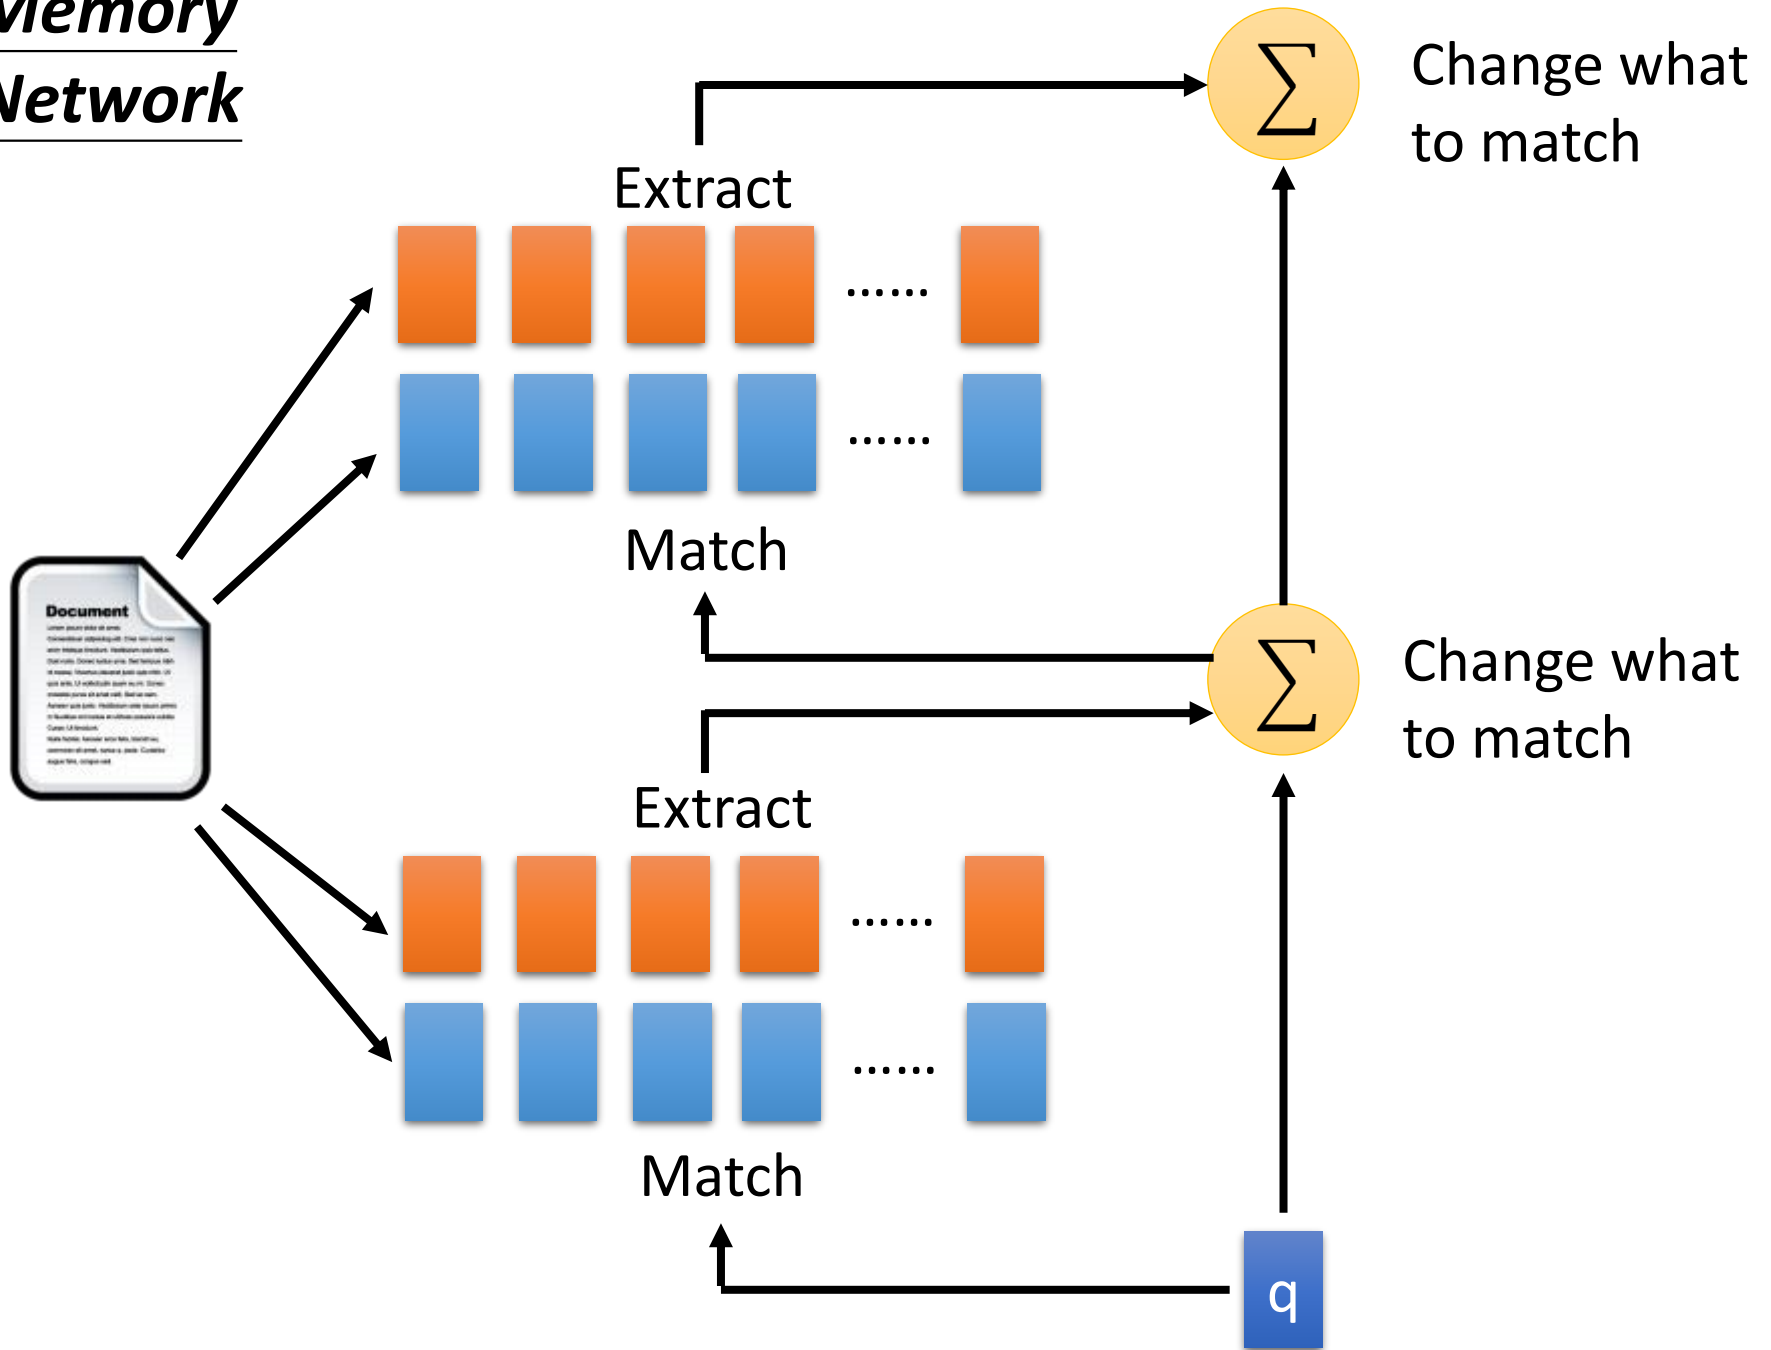 Memory
Network
Change what
to match
Extract
……
……
Match
Document
Change what
to match
Extract
……
……
Match
q
∑
∑